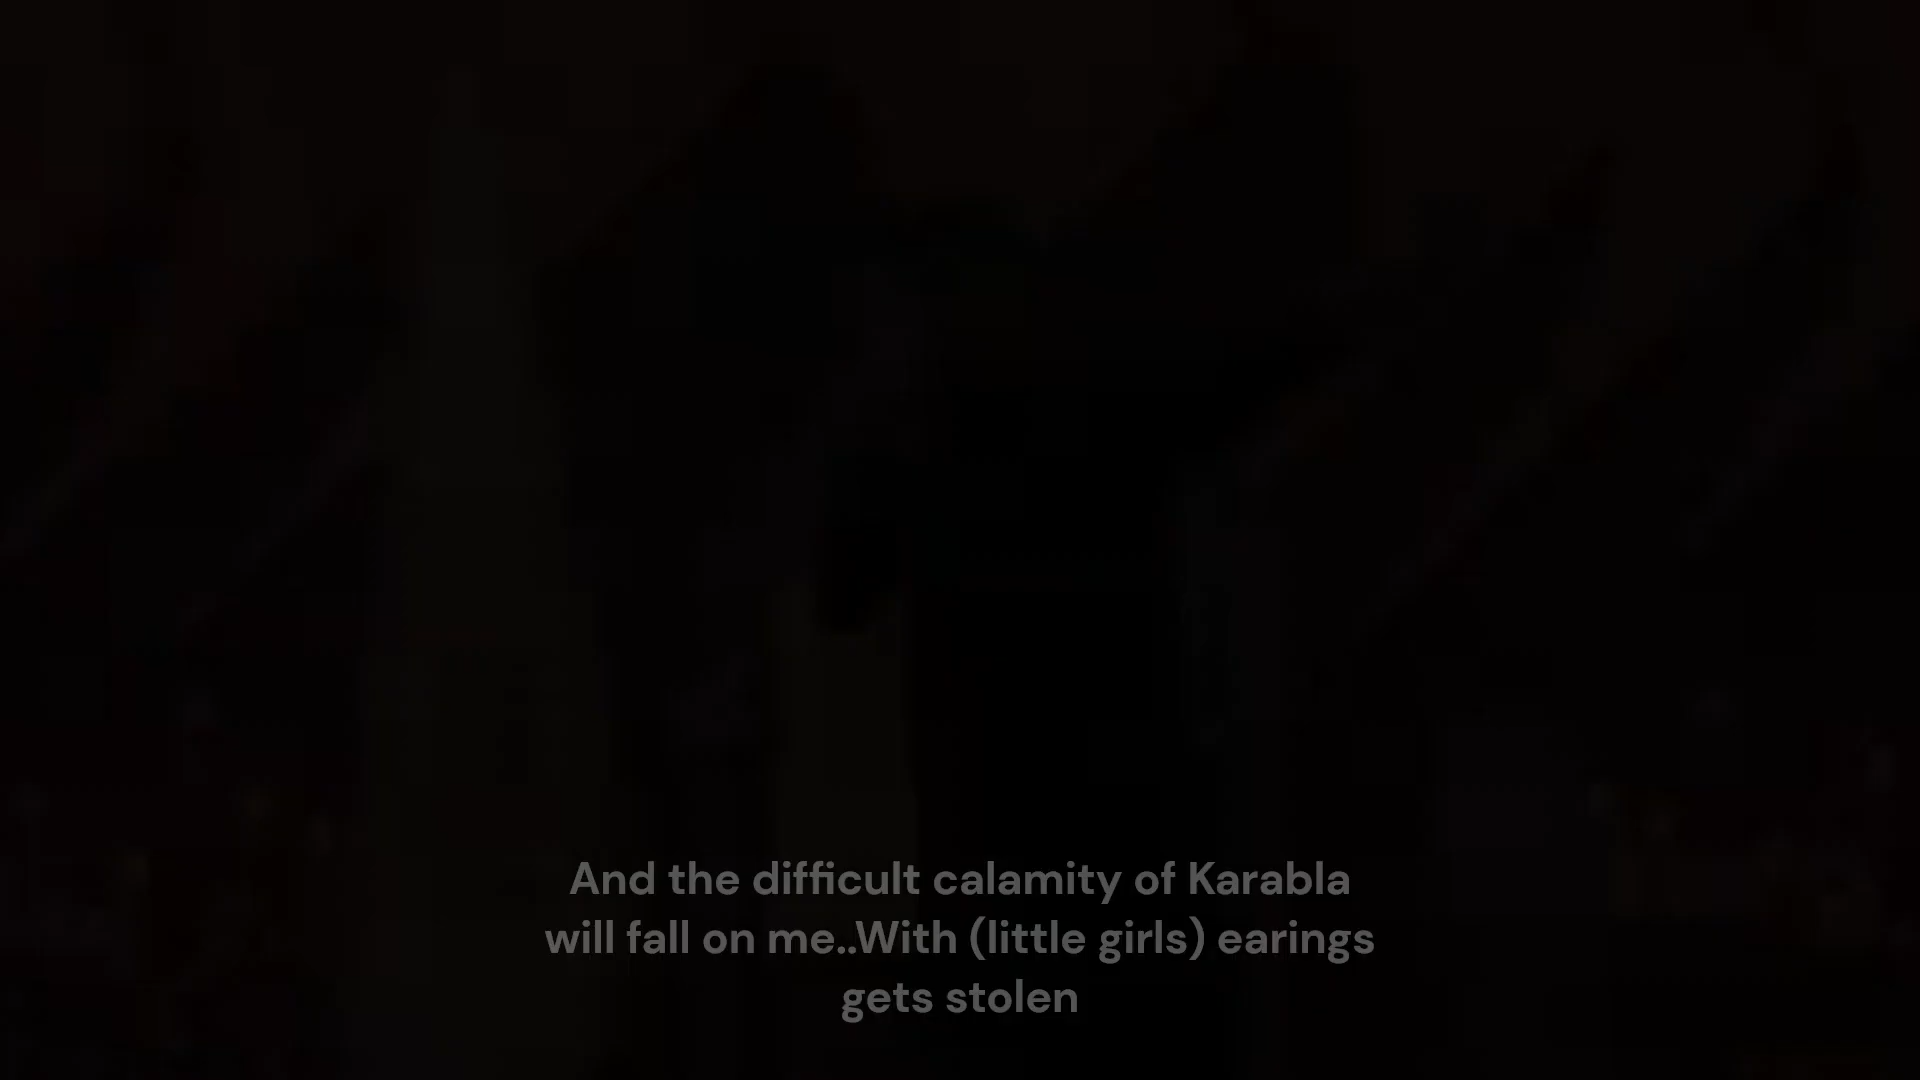 And the difficult calamity of Karabla
will fall on me..With (little girls) earings
gets stolen